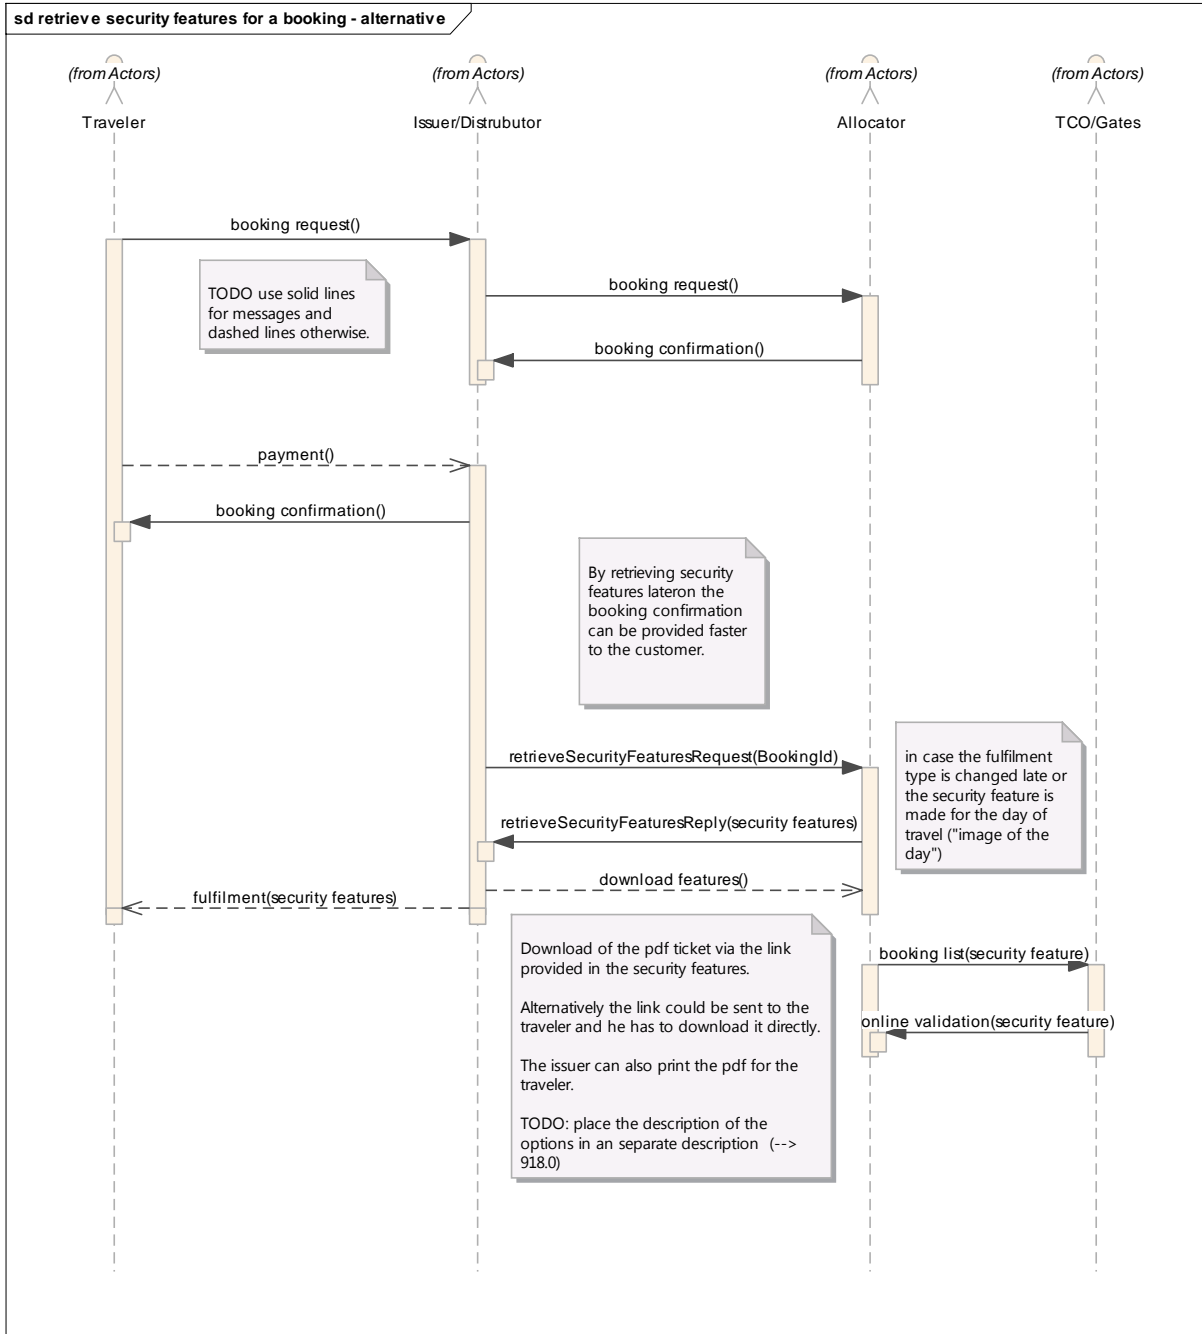 sd retrieve security features for a booking - alternative
(from Actors)
(from Actors)
(from Actors)
(from Actors)
Traveler
Issuer/Distrubutor
Allocator
TCO/Gates
booking request()
TODO use solid lines
for messages and
dashed lines otherwise.
booking request()
booking confirmation()
payment()
booking confirmation()
By retrieving security
features lateron the
booking confirmation
can be provided faster
to the customer.
retrieveSecurityFeaturesRequest(BookingId)
in case the fulfilment
type is changed late or
the security feature is
made for the day of
travel ("image of the
day")
retrieveSecurityFeaturesReply(security features)
download features()
fulfilment(security features)
Download of the pdf ticket via the link
provided in the security features.
Alternatively the link could be sent to the
traveler and he has to download it directly.
The issuer can also print the pdf for the
traveler.
TODO: place the description of the
options in an separate description (-->
918.0)
booking list(security feature)
online validation(security feature)